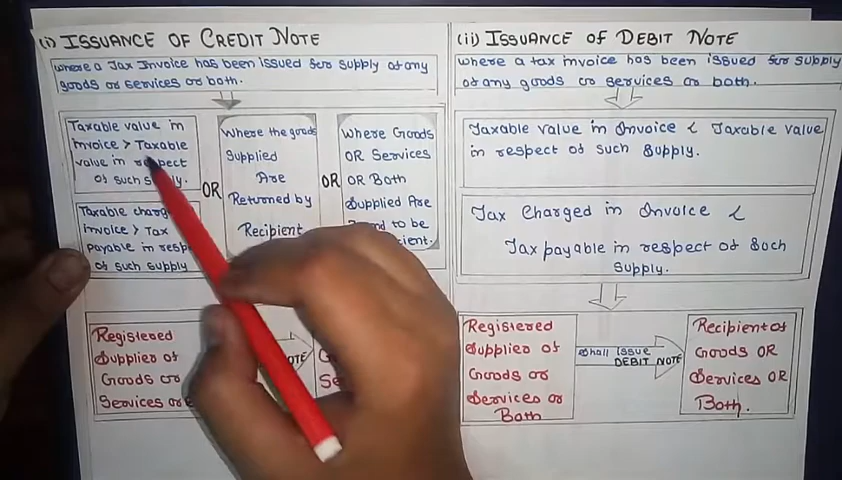 (i) ISSUANCE OF CREDIT NOTE
where a Tax Invoice has been issued for supply of any
goods or services or both.
Taxable value in
invoice > Taxable
value in respect
of such supply.
Taxable charg
invoice > Tax
payable in resp
of such supply
OR
Where the goods
Supplied
Are
Returned by
Recipient
OR
Where Goods
OR Services
OR Both
Supplied Are
to be
cient.
Registered
Supplies of
Goods or
Services or
NOTE
(ii) ISSUANCE OF DEBIT NOTE
where a tax invoice has been issued for supply
of any goods or services or both.
Taxable value in Invoice < Taxable value
in respect of such supply.
Tax Charged in Invoice <
Tax payable in respect of Such
Supply.
Registered
Supplies of
Goods or
Services or
Both
Shall issue
DEBIT NOTE
Recipient of
Goods OR
Services OR
Both.